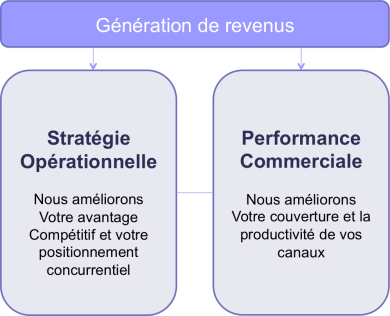 Génération de revenus
Stratégie
Opérationnelle
Nous améliorons
Votre avantage
Compétitif et votre
positionnement
concurrentiel
Performance
Commerciale
Nous améliorons
Votre couverture et la
productivité de vos
canaux